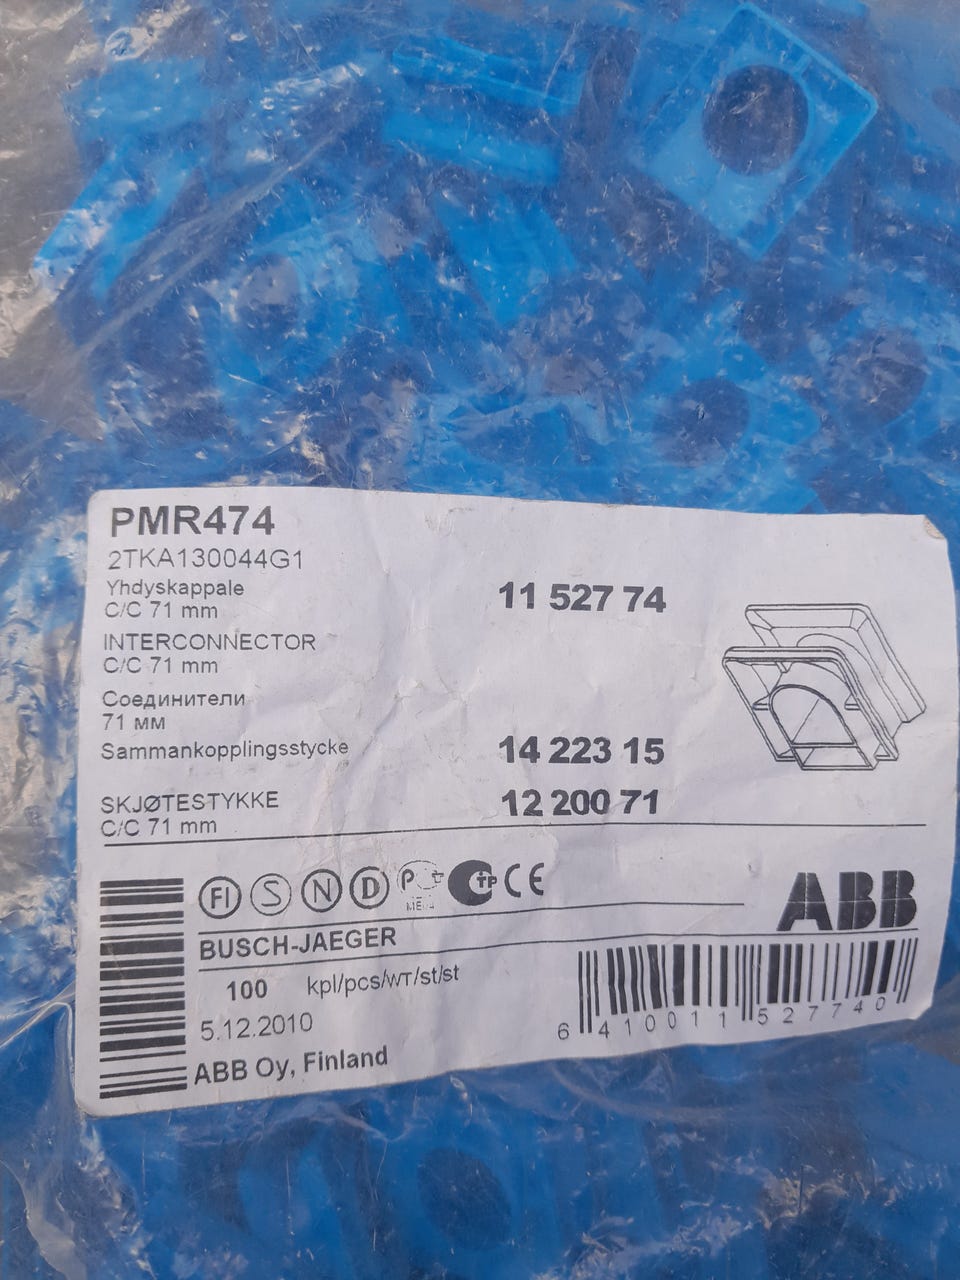 PMR474
2TKA130044G1
Yhdyskappale 11 527 74
C/C 71 mm
INTERCONNECTOR
C/C 71 mm
Соединители
71 мм
Sammankopplingsstycke 14 223 15
SKJØTESTYKKE 12 200 71
C/C 71 mm
FI S N D P TP CE
ABB
BUSCH-JAEGER
100 kpl/pcs/шт/st/st
5.12.2010
6 410011 527740
ABB Oy, Finland